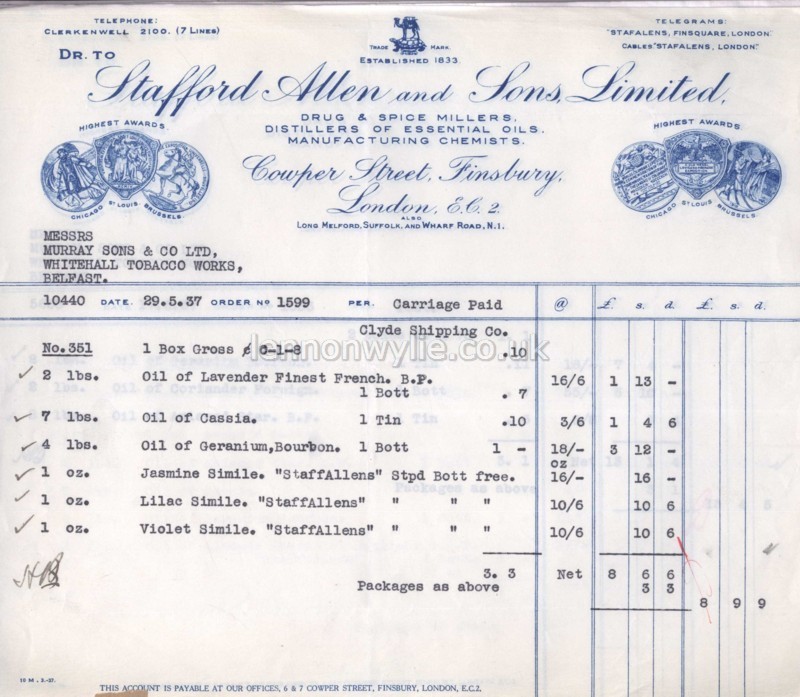 TELEPHONE:
CLERKENWELL 2100. (7 LINES)
TRADE MARK.
ESTABLISHED 1833
TELEGRAMS:
"STAFALENS, FINSQUARE, LONDON."
CABLES: "STAFALENS, LONDON."
DR. TO
Stafford Allen and Sons, Limited,
DRUG & SPICE MILLERS,
DISTILLERS OF ESSENTIAL OILS,
MANUFACTURING CHEMISTS.
HIGHEST AWARDS.
CHICAGO ST LOUIS BRUSSELS
HIGHEST AWARDS
CHICAGO ST LOUIS BRUSSELS
Cowper Street, Finsbury,
London, E.C. 2.
ALSO
LONG MELFORD, SUFFOLK, AND WHARF ROAD, N.1.
MESSRS
MURRAY SONS & CO LTD,
WHITEHALL TOBACCO WORKS,
BELFAST.
10440 DATE. 29.5.37 ORDER No 1599 PER. Carriage Paid @ £. s. d. £. s. d.
Clyde Shipping Co.
No.351 1 Box Gross 0-1-8 .10
lennonwylie.co.uk
2 lbs. Oil of Lavender Finest French. B.P. 16/6 1 13 -
1 Bott . 7
7 lbs. Oil of Cassia. 1 Tin .10 3/6 1 4 6
4 lbs. Oil of Geranium, Bourbon. 1 Bott 1 - 18/- 3 12 -
oz
1 oz. Jasmine Simile. "StaffAllens" Stpd Bott free. 16/- 16 -
1 oz. Lilac Simile. "StaffAllens" " " " 10/6 10 6
1 oz. Violet Simile. "StaffAllens" " " " 10/6 10 6
3. 3 Net 8 6 6
Packages as above 3 3
8 9 9
10 M . 3.-37.
THIS ACCOUNT IS PAYABLE AT OUR OFFICES, 6 & 7 COWPER STREET, FINSBURY, LONDON, E.C.2,